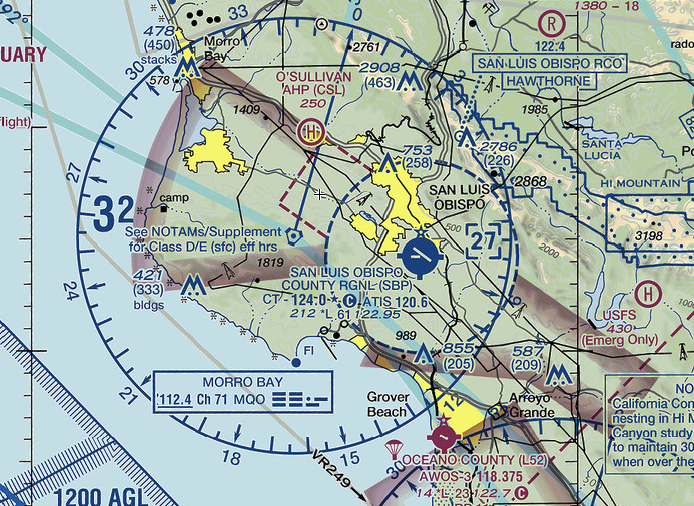 1380 - 18
R
122.4
UARY
flight)
478
(450)
stacks
578
Morro
Bay
33
0
30
27
24
21
18
15
12
2761
2908
(463)
O'SULLIVAN
AHP (CSL)
250
H
1409
SAN LUIS OBISPO RCO
HAWTHORNE
1985
SANTA
LUCIA
HI MOUNTAIN
2786
(226)
2868
3198
753
(258)
SAN LUIS
OBISPO
3²
camp
See NOTAMs/Supplement
for Class D/E (sfc) eff hrs
1819
427
(333)
bldgs
[27]
2000
500
SAN LUIS OBISPO
COUNTY RGNL (SBP)
CT - 124.0 ★ C ATIS 120.6
212 *L 61 122.95
H
USFS
430
(Emerg Only)
989
855
(205)
587
(209)
Fl
MORRO BAY
112.4 Ch 71 MQO
Grover
Beach
Arroyo
Grande
NO
California Con
nesting in Hi M
Canyon study
to maintain 30
when over the
OCEANO COUNTY (L52)
AWOS-3 118.375
14 L 23 122.7 C
VR249
30
1200 AGL